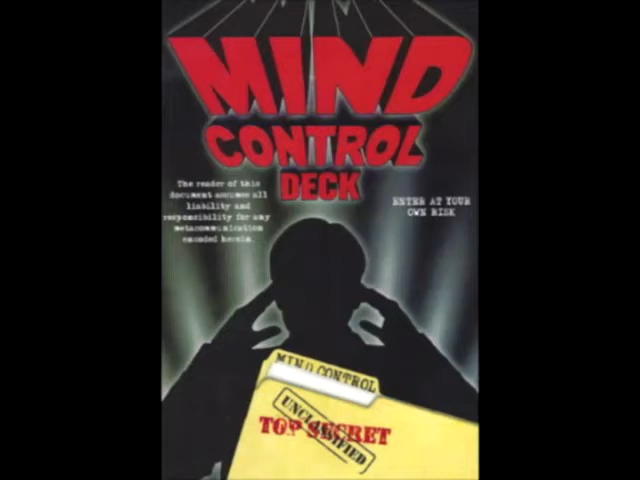 MIND
CONTROL
DECK
The reader of this
document assumes all
liability and
responsibility for any
metacommunication
encoded herein.
ENTER AT YOUR
OWN RISK
MIND CONTROL
UNCLASSIFIED
TOP SECRET